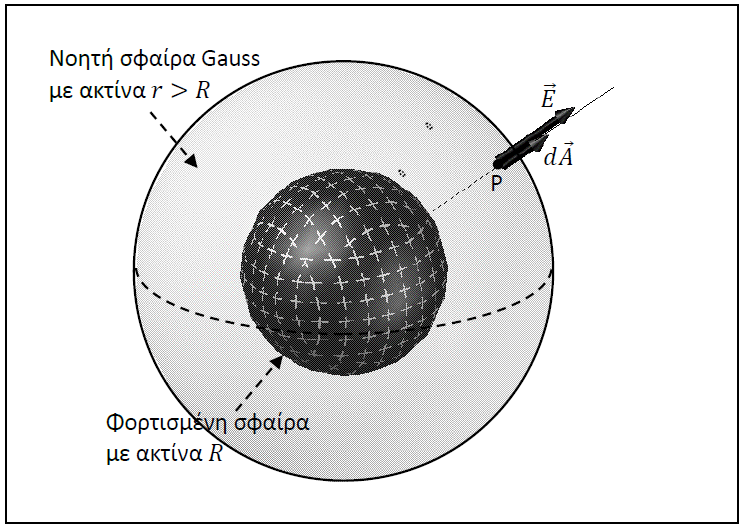 Νοητή σφαίρα Gauss
με ακτίνα r > R
E⃗
dA⃗
P
Φορτισμένη σφαίρα
με ακτίνα R